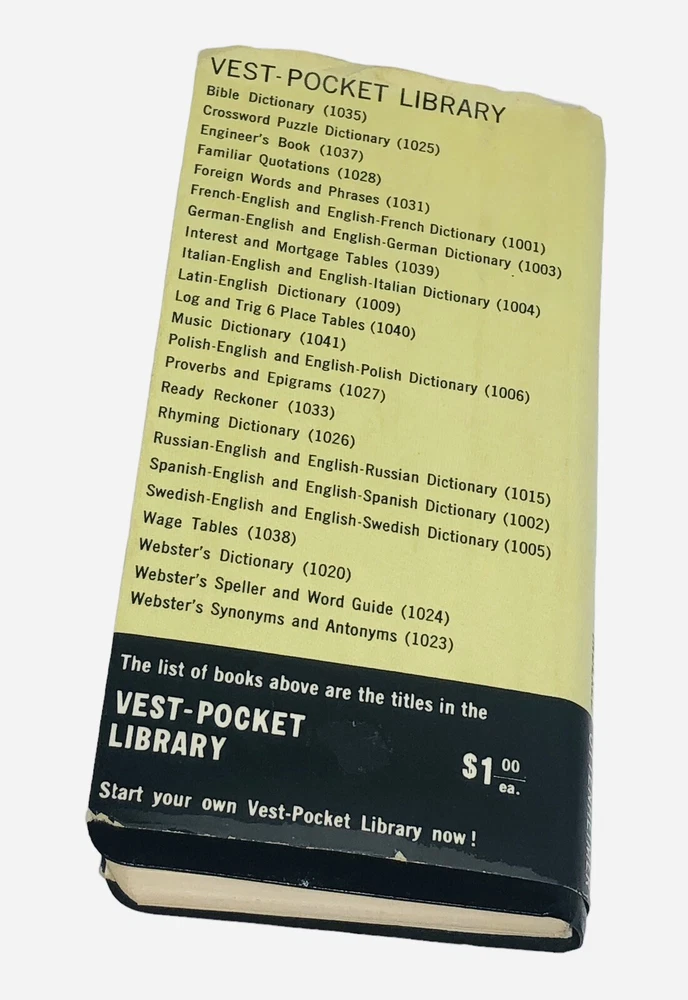 VEST-POCKET LIBRARY
Bible Dictionary (1035)
Crossword Puzzle Dictionary (1025)
Engineer's Book (1037)
Familiar Quotations (1028)
Foreign Words and Phrases (1031)
French-English and English-French Dictionary (1001)
German-English and English-German Dictionary (1003)
Interest and Mortgage Tables (1039)
Italian-English and English-Italian Dictionary (1004)
Latin-English Dictionary (1009)
Log and Trig 6 Place Tables (1040)
Music Dictionary (1041)
Polish-English and English-Polish Dictionary (1006)
Proverbs and Epigrams (1027)
Ready Reckoner (1033)
Rhyming Dictionary (1026)
Russian-English and English-Russian Dictionary (1015)
Spanish-English and English-Spanish Dictionary (1002)
Swedish-English and English-Swedish Dictionary (1005)
Wage Tables (1038)
Webster's Dictionary (1020)
Webster's Speller and Word Guide (1024)
Webster's Synonyms and Antonyms (1023)
The list of books above are the titles in the
VEST-POCKET
LIBRARY
$1 00
ea.
Start your own Vest-Pocket Library now!